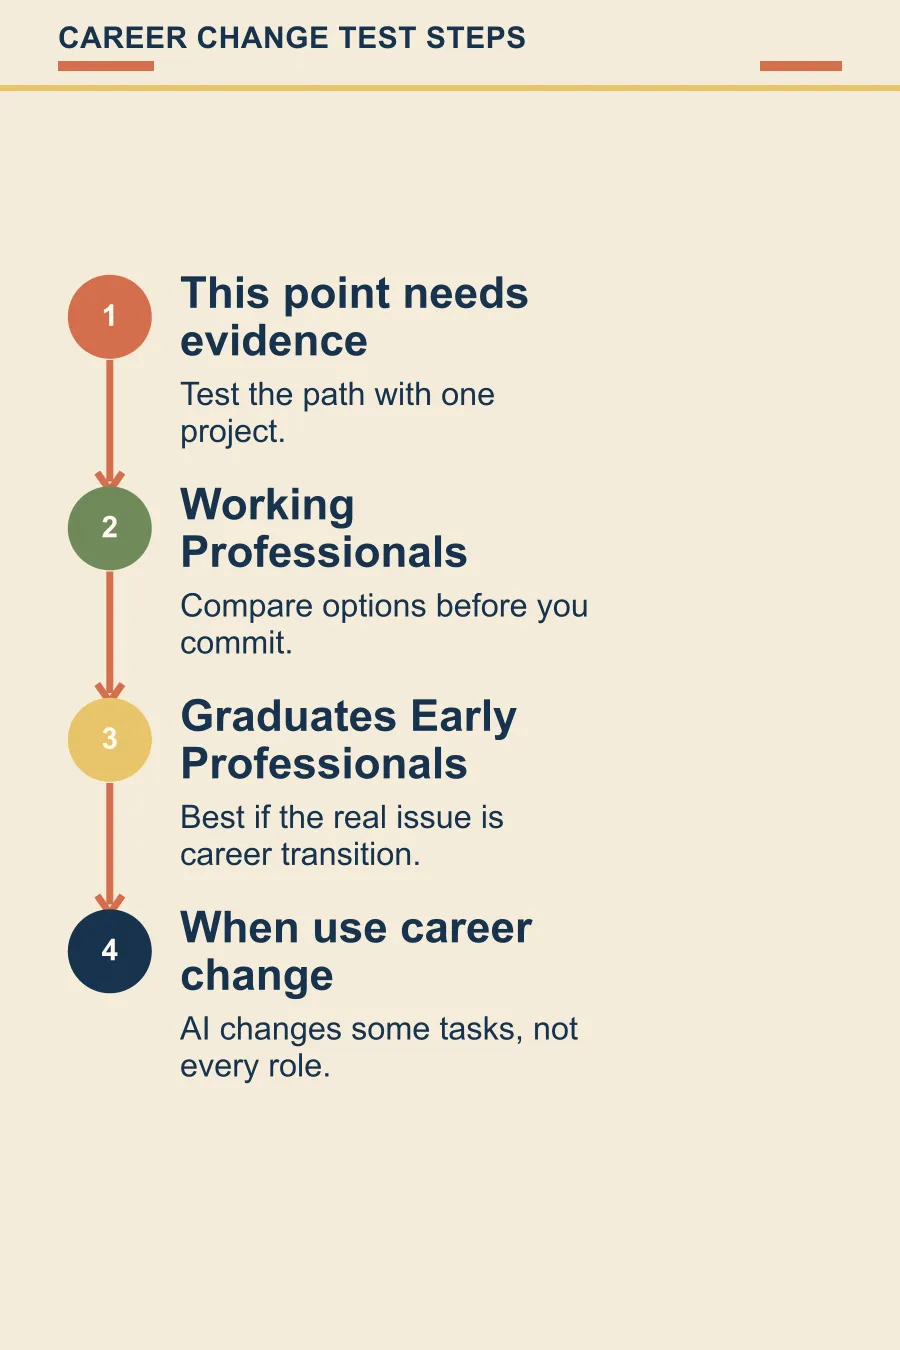 CAREER CHANGE TEST STEPS
1
This point needs
evidence
Test the path with one
project.
2
Working
Professionals
Compare options before you
commit.
3
Graduates Early
Professionals
Best if the real issue is
career transition.
4
When use career
change
AI changes some tasks, not
every role.